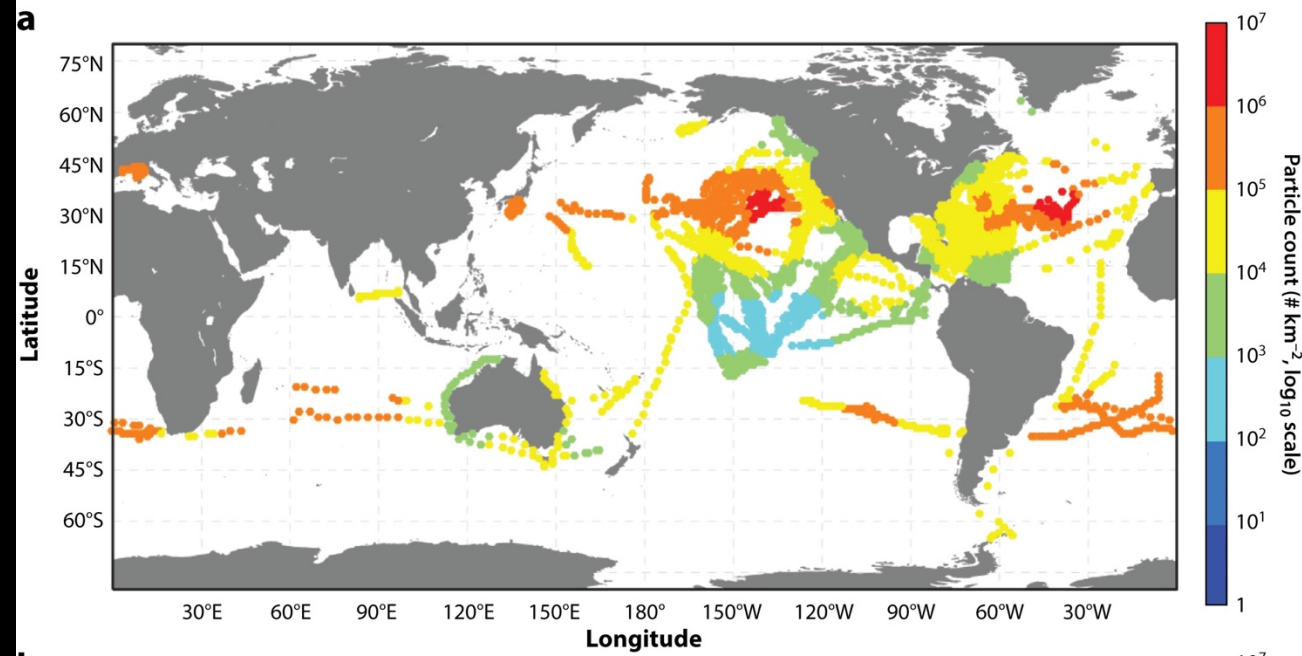 a
75°N
60°N
45°N
30°N
15°N
0°
15°S
30°S
45°S
60°S
Latitude
30°E 60°E 90°E 120°E 150°E 180° 150°W 120°W 90°W 60°W 30°W
Longitude
10⁷
10⁶
10⁵
10⁴
10³
10²
10¹
1
Particle count (# km⁻², log₁₀ scale)